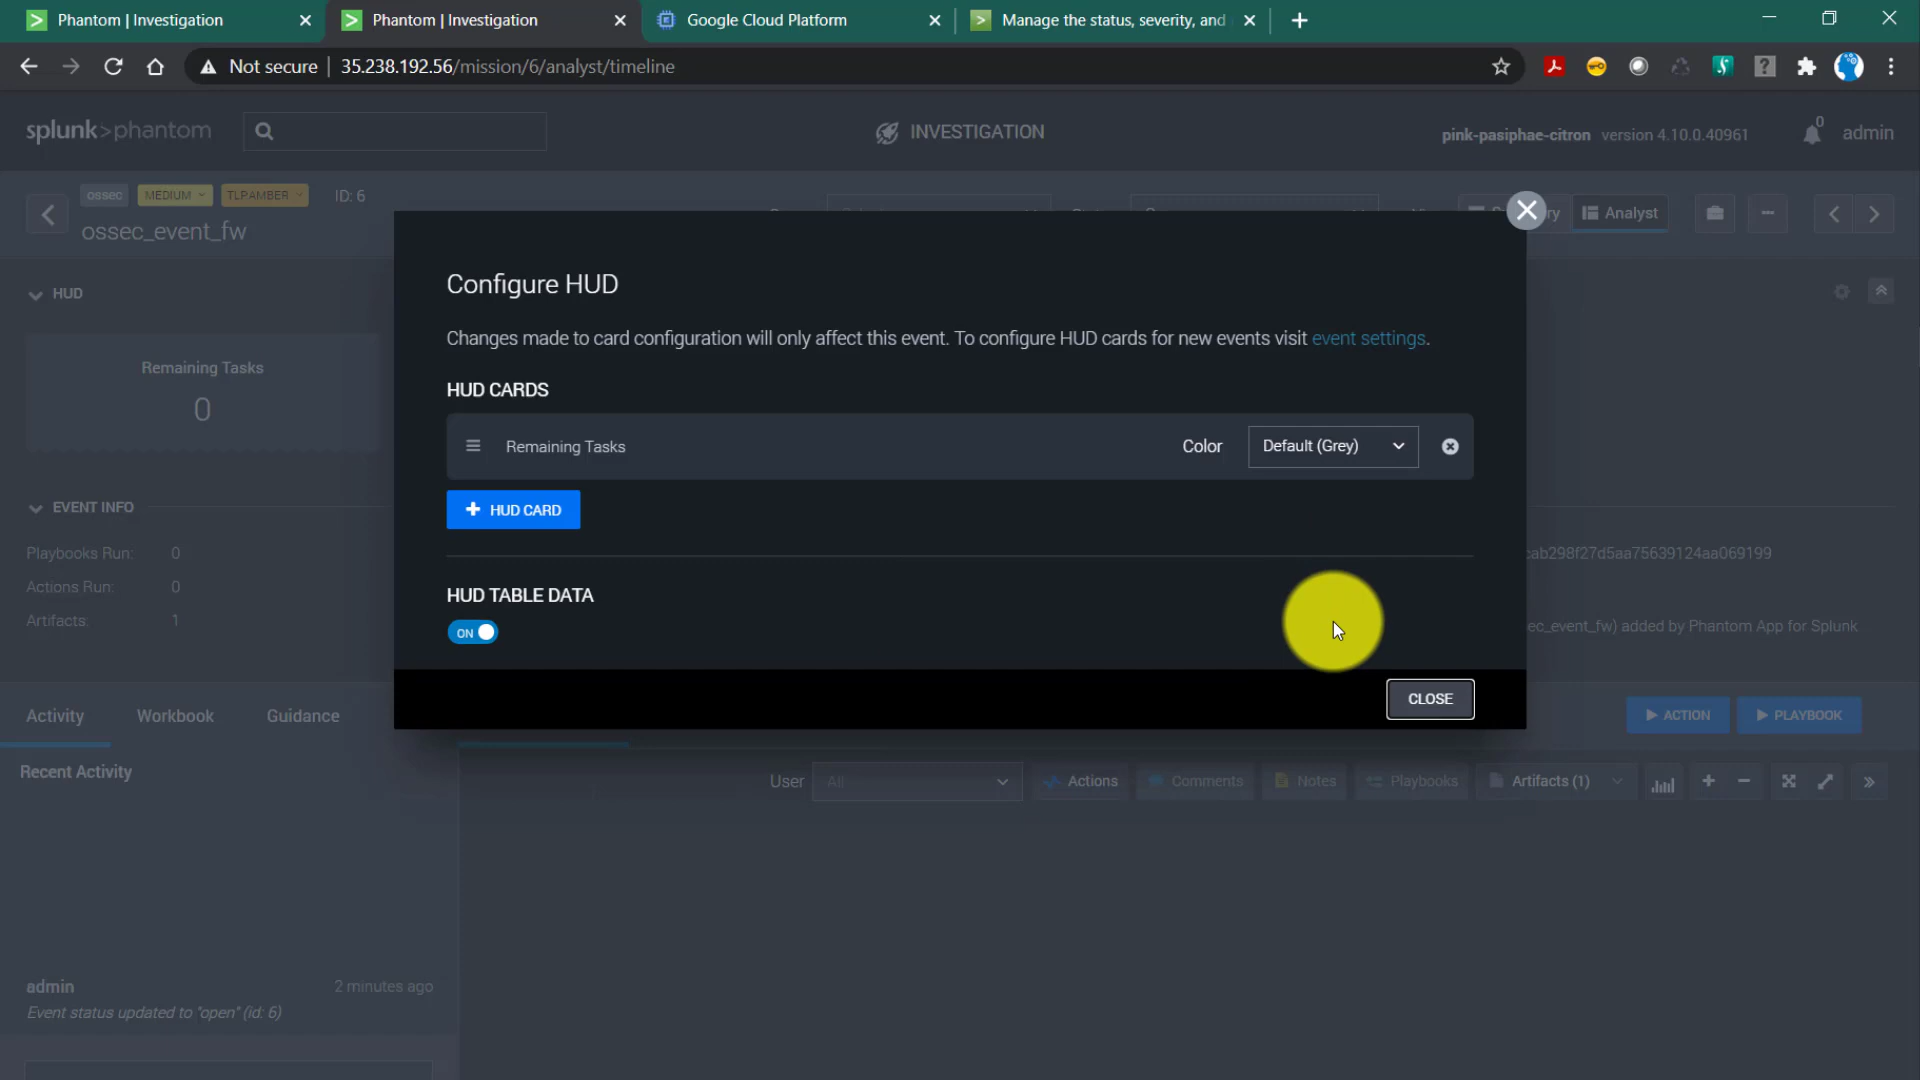 Phantom | Investigation
Phantom | Investigation
Google Cloud Platform
Manage the status, severity, and
Not secure
35.238.192.56/mission/6/analyst/timeline
splunk>phantom
INVESTIGATION
pink-pasiphae-citron version 4.10.0.40961
0
admin
ossec
MEDIUM
TLP:AMBER
ID: 6
ossec_event_fw
Analyst
HUD
Remaining Tasks
0
Configure HUD
Changes made to card configuration will only affect this event. To configure HUD cards for new events visit event settings.
HUD CARDS
Remaining Tasks
Color
Default (Grey)
HUD CARD
HUD TABLE DATA
ON
CLOSE
EVENT INFO
Playbooks Run: 0
Actions Run: 0
Artifacts: 1
cab298f27d5aa75639124aa069199
ec_event_fw) added by Phantom App for Splunk
Activity
Workbook
Guidance
ACTION
PLAYBOOK
Recent Activity
User
All
Actions
Comments
Notes
Playbooks
Artifacts (1)
admin
2 minutes ago
Event status updated to "open" (id: 6)